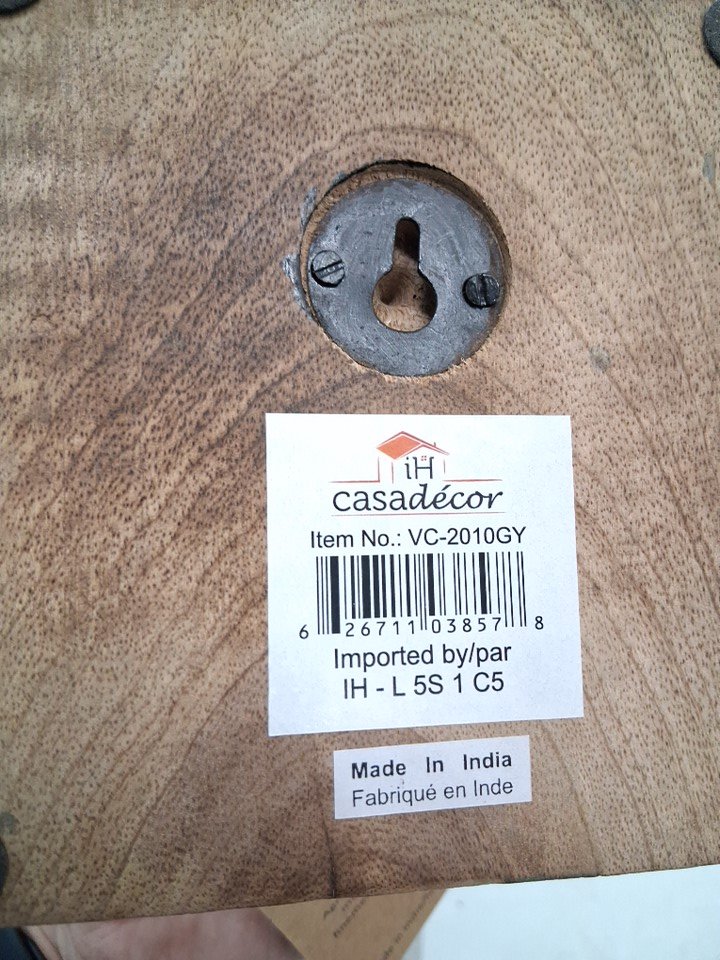 iH
casadécor
Item No.: VC-2010GY
6 26711 03857 8
Imported by/par
IH - L 5S 1 C5
Made In India
Fabriqué en Inde